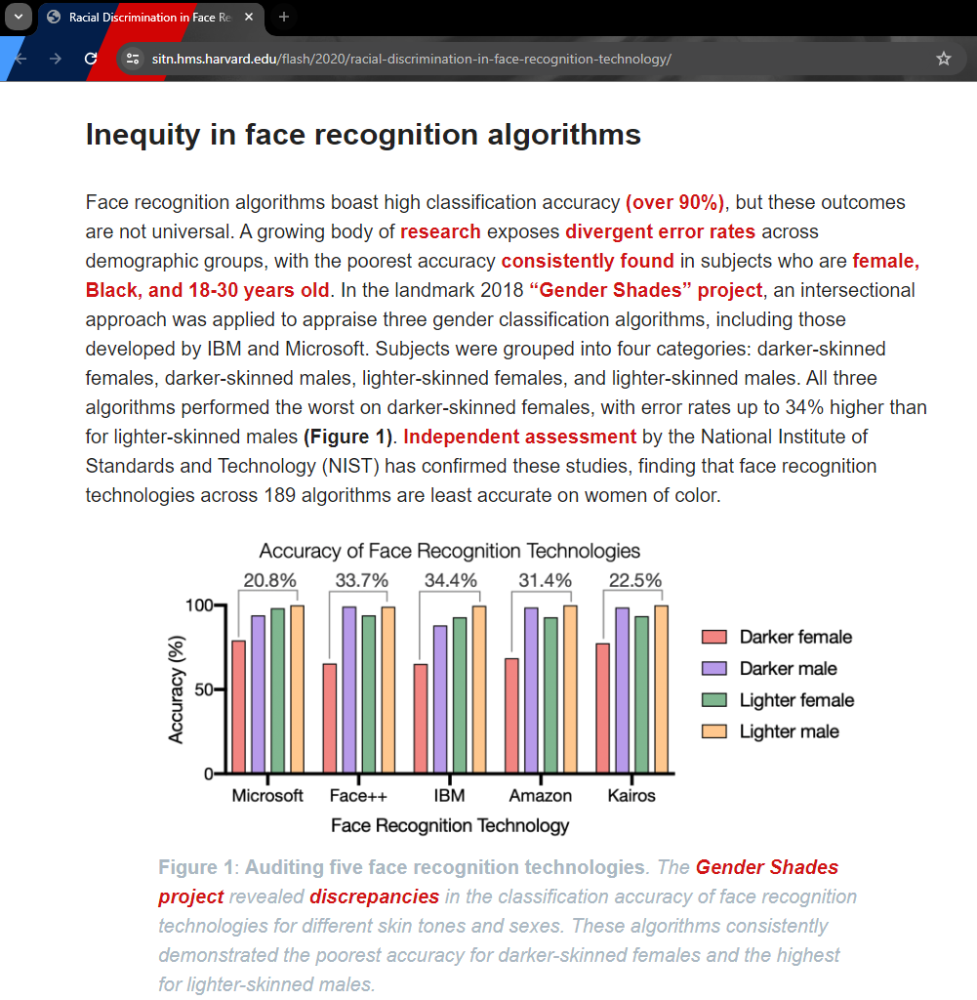 Racial Discrimination in Face Re
sitn.hms.harvard.edu/flash/2020/racial-discrimination-in-face-recognition-technology/
Inequity in face recognition algorithms
Face recognition algorithms boast high classification accuracy (over 90%), but these outcomes
are not universal. A growing body of research exposes divergent error rates across
demographic groups, with the poorest accuracy consistently found in subjects who are female,
Black, and 18-30 years old. In the landmark 2018 “Gender Shades” project, an intersectional
approach was applied to appraise three gender classification algorithms, including those
developed by IBM and Microsoft. Subjects were grouped into four categories: darker-skinned
females, darker-skinned males, lighter-skinned females, and lighter-skinned males. All three
algorithms performed the worst on darker-skinned females, with error rates up to 34% higher than
for lighter-skinned males (Figure 1). Independent assessment by the National Institute of
Standards and Technology (NIST) has confirmed these studies, finding that face recognition
technologies across 189 algorithms are least accurate on women of color.
Accuracy of Face Recognition Technologies
20.8% 33.7% 34.4% 31.4% 22.5%
100
50
0
Accuracy (%)
Darker female
Darker male
Lighter female
Lighter male
Microsoft Face++ IBM Amazon Kairos
Face Recognition Technology
Figure 1: Auditing five face recognition technologies. The Gender Shades
project revealed discrepancies in the classification accuracy of face recognition
technologies for different skin tones and sexes. These algorithms consistently
demonstrated the poorest accuracy for darker-skinned females and the highest
for lighter-skinned males.